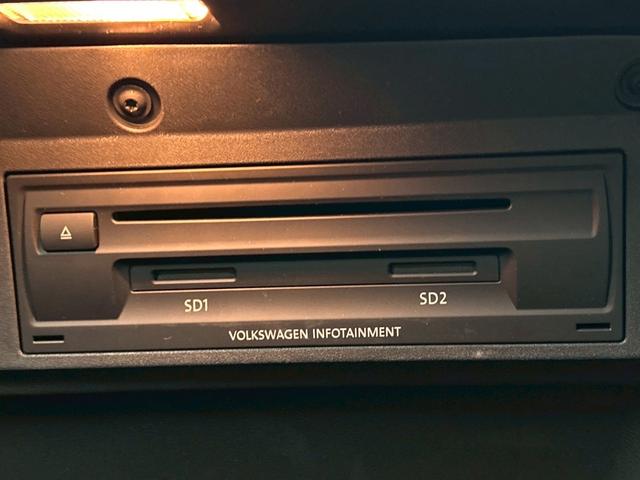 SD1 SD2
VOLKSWAGEN INFOTAINMENT